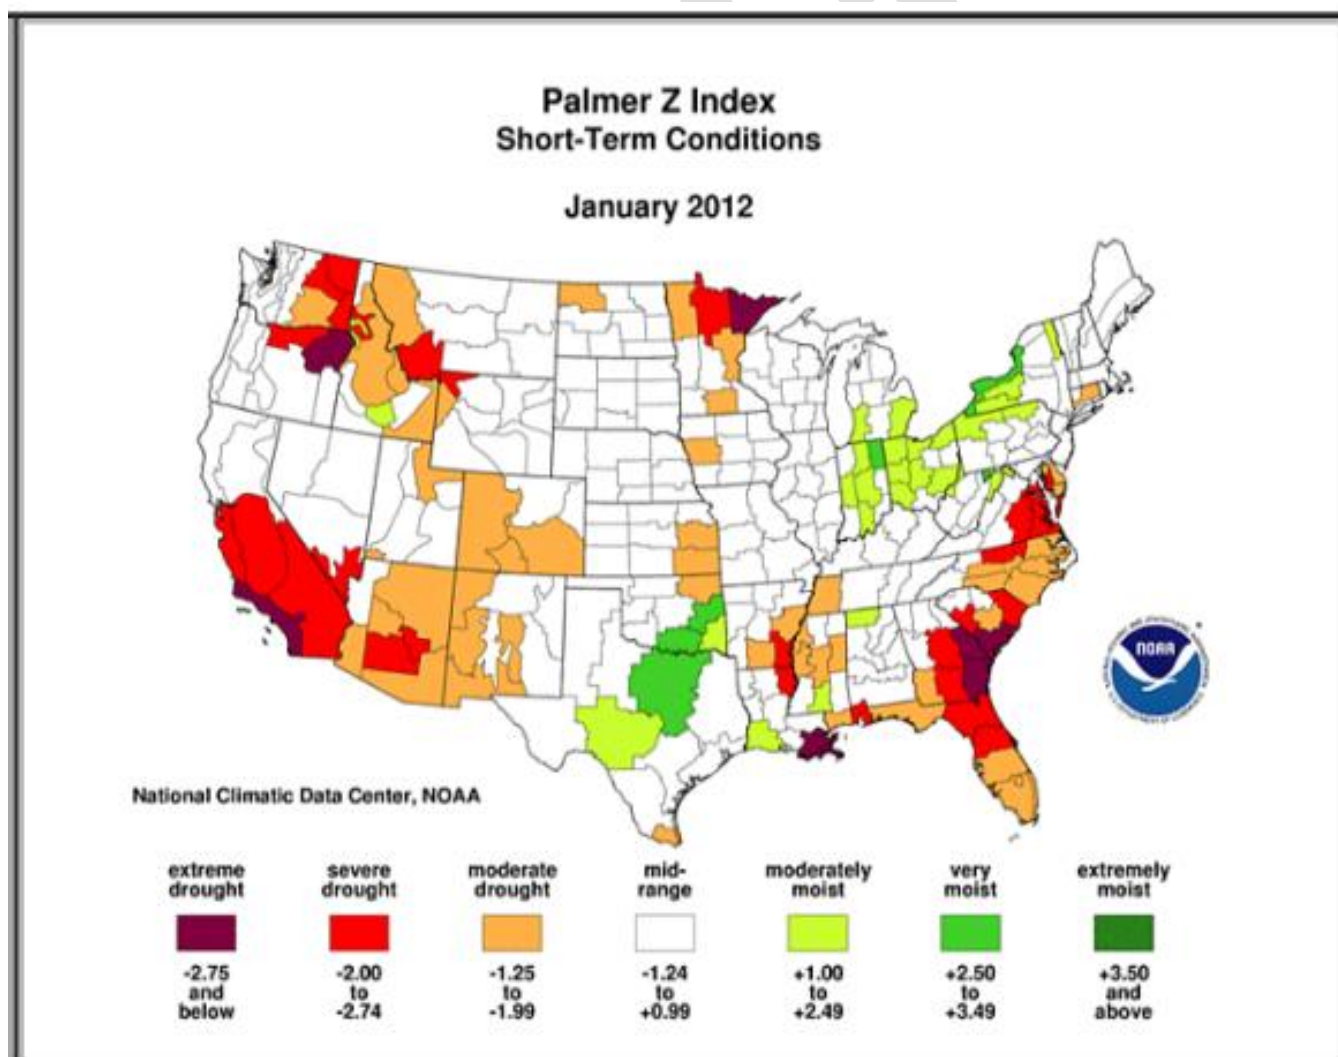 Palmer Z Index
Short-Term Conditions
January 2012
NOAA
National Climatic Data Center, NOAA
extreme drought
severe drought
moderate drought
mid-range
moderately moist
very moist
extremely moist
-2.75 and below
-2.00 to -2.74
-1.25 to -1.99
-1.24 to +0.99
+1.00 to +2.49
+2.50 to +3.49
+3.50 and above